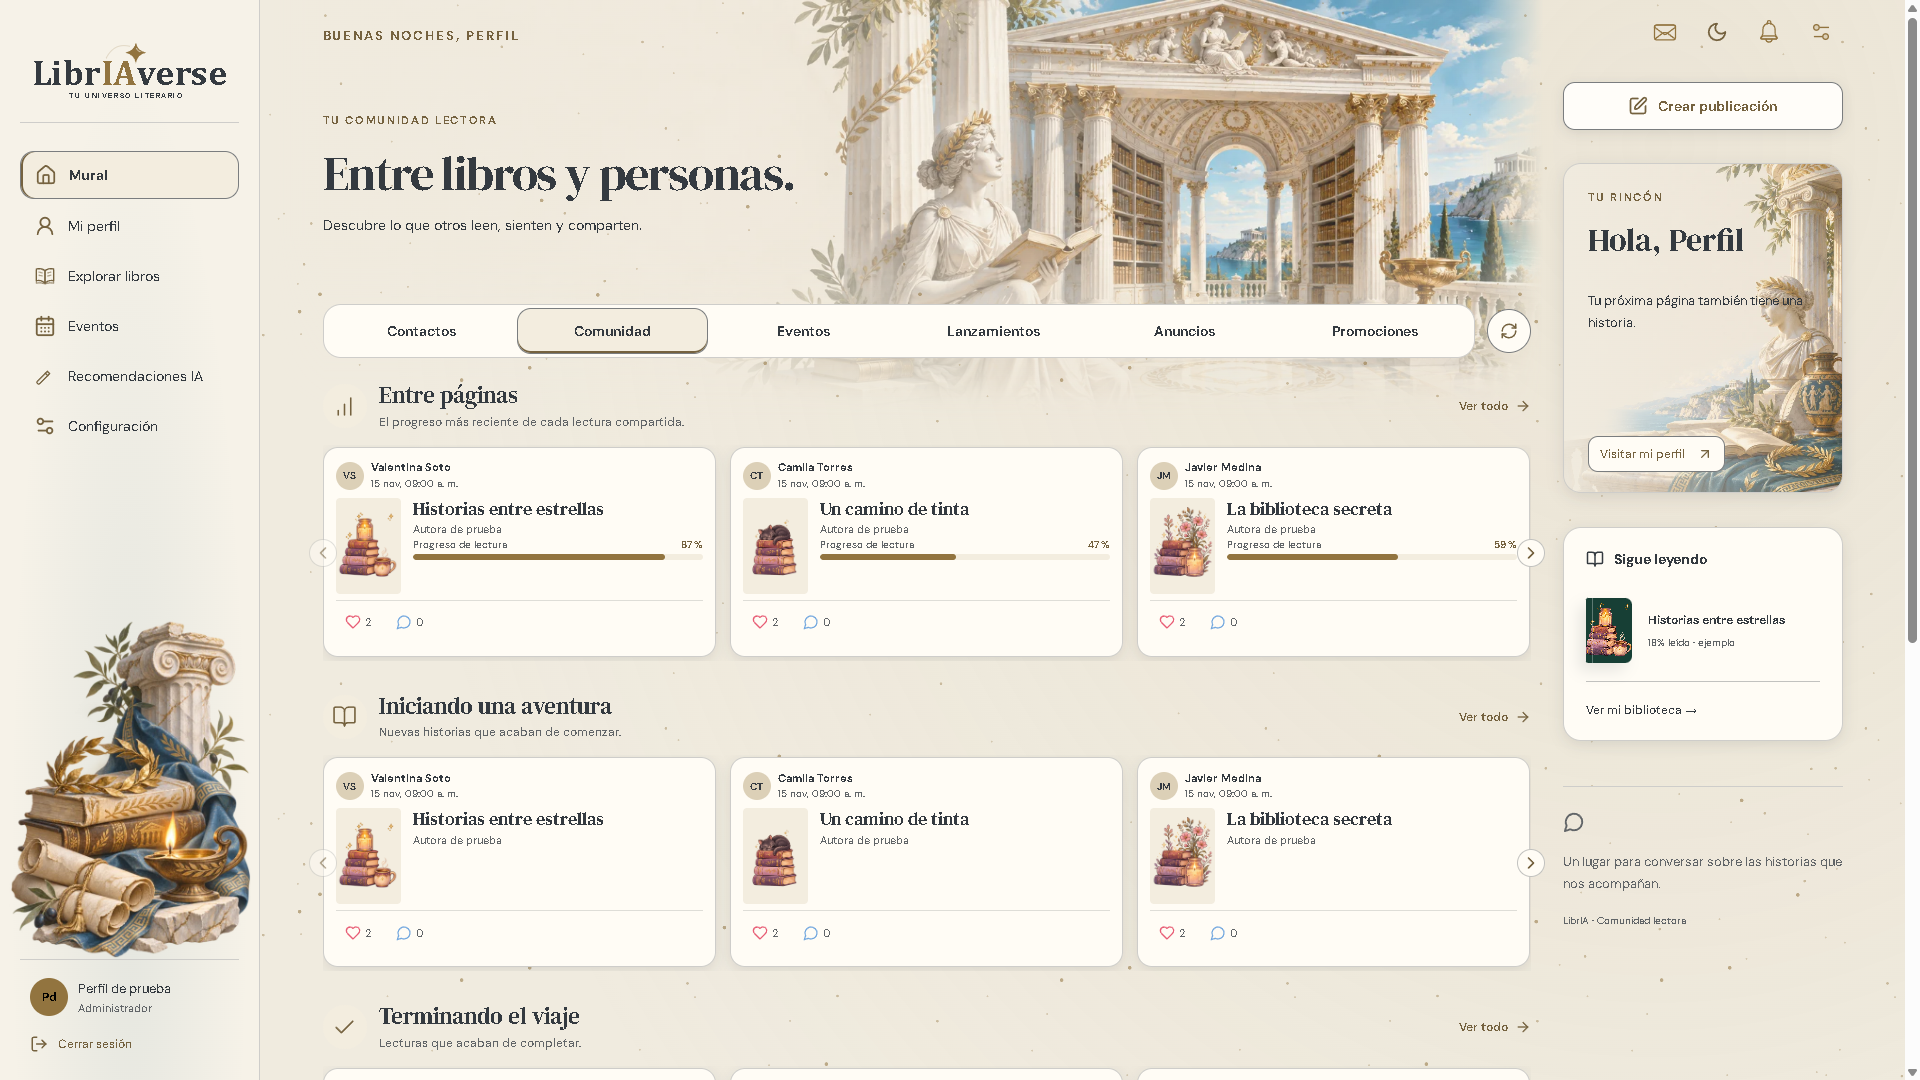 LibrIAverse
TU UNIVERSO LITERARIO
Mural
Mi perfil
Explorar libros
Eventos
Recomendaciones IA
Configuración
Perfil de prueba
Pd
Administrador
Cerrar sesión
BUENAS NOCHES, PERFIL
TU COMUNIDAD LECTORA
Entre libros y personas.
Descubre lo que otros leen, sienten y comparten.
Contactos
Comunidad
Eventos
Lanzamientos
Anuncios
Promociones
Entre páginas
El progreso más reciente de cada lectura compartida.
Ver todo →
VS
Valentina Soto
15 nov, 09:00 a. m.
Historias entre estrellas
Autora de prueba
Progreso de lectura 87%
2 0
CT
Camila Torres
15 nov, 09:00 a. m.
Un camino de tinta
Autora de prueba
Progreso de lectura 47%
2 0
JM
Javier Medina
15 nov, 09:00 a. m.
La biblioteca secreta
Autora de prueba
Progreso de lectura 59%
2 0
Iniciando una aventura
Nuevas historias que acaban de comenzar.
Ver todo →
VS
Valentina Soto
15 nov, 09:00 a. m.
Historias entre estrellas
Autora de prueba
2 0
CT
Camila Torres
15 nov, 09:00 a. m.
Un camino de tinta
Autora de prueba
2 0
JM
Javier Medina
15 nov, 09:00 a. m.
La biblioteca secreta
Autora de prueba
2 0
Terminando el viaje
Lecturas que acaban de completar.
Ver todo →
Crear publicación
TU RINCÓN
Hola, Perfil
Tu próxima página también tiene una
historia.
Visitar mi perfil
Sigue leyendo
Historias entre estrellas
18% leído · ejemplo
Ver mi biblioteca →
Un lugar para conversar sobre las historias que
nos acompañan.
LibrIA · Comunidad lectora